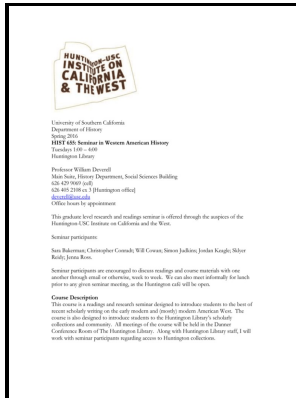 HUNTINGTON-USC
INSTITUTE ON
CALIFORNIA
& THE WEST
University of Southern California
Department of History
Spring 2016
HIST 655: Seminar in Western American History
Tuesdays 1:00 – 4:00
Huntington Library
Professor William Deverell
Main Suite, History Department, Social Sciences Building
626 429 9069 (cell)
626 405 2108 ex 3 [Huntington office]
deverell@usc.edu
Office hours by appointment
This graduate level research and readings seminar is offered through the auspices of the
Huntington-USC Institute on California and the West.
Seminar participants:
Sara Bakerman; Christopher Conrady; Will Cowan; Simon Judkins; Jordan Keagle; Skyler
Reidy; Jenna Ross.
Seminar participants are encouraged to discuss readings and course materials with one
another through email or otherwise, week to week. We can also meet informally for lunch
prior to any given seminar meeting, as the Huntington café will be open.
Course Description
This course is a readings and research seminar designed to introduce students to the best of
recent scholarly writing on the early modern and (mostly) modern American West. The
course is also designed to introduce students to the Huntington Library's scholarly
collections and community. All meetings of the course will be held in the Danner
Conference Room of The Huntington Library. Along with Huntington Library staff, I will
work with seminar participants regarding access to Huntington collections.